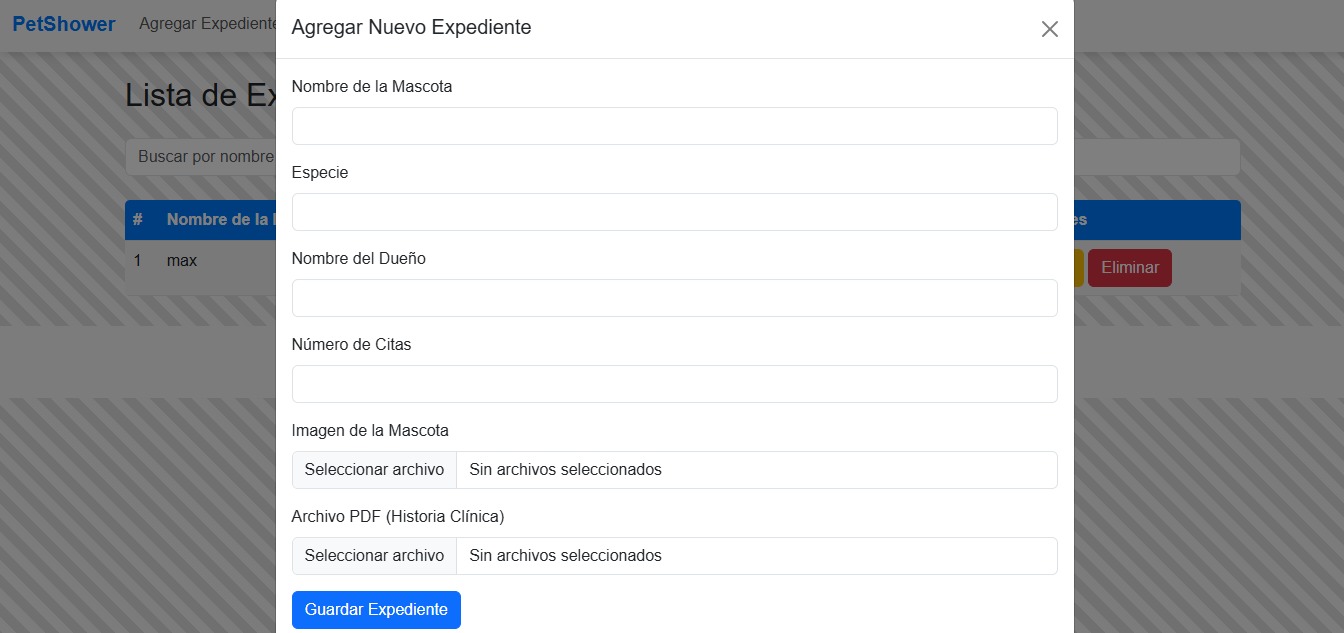 PetShower Agregar Expediente
Agregar Nuevo Expediente
Nombre de la Mascota
Especie
Nombre del Dueño
Número de Citas
Imagen de la Mascota
Seleccionar archivo Sin archivos seleccionados
Archivo PDF (Historia Clínica)
Seleccionar archivo Sin archivos seleccionados
Guardar Expediente
Lista de
Buscar por nombre
# Nombre de la
1 max
Eliminar